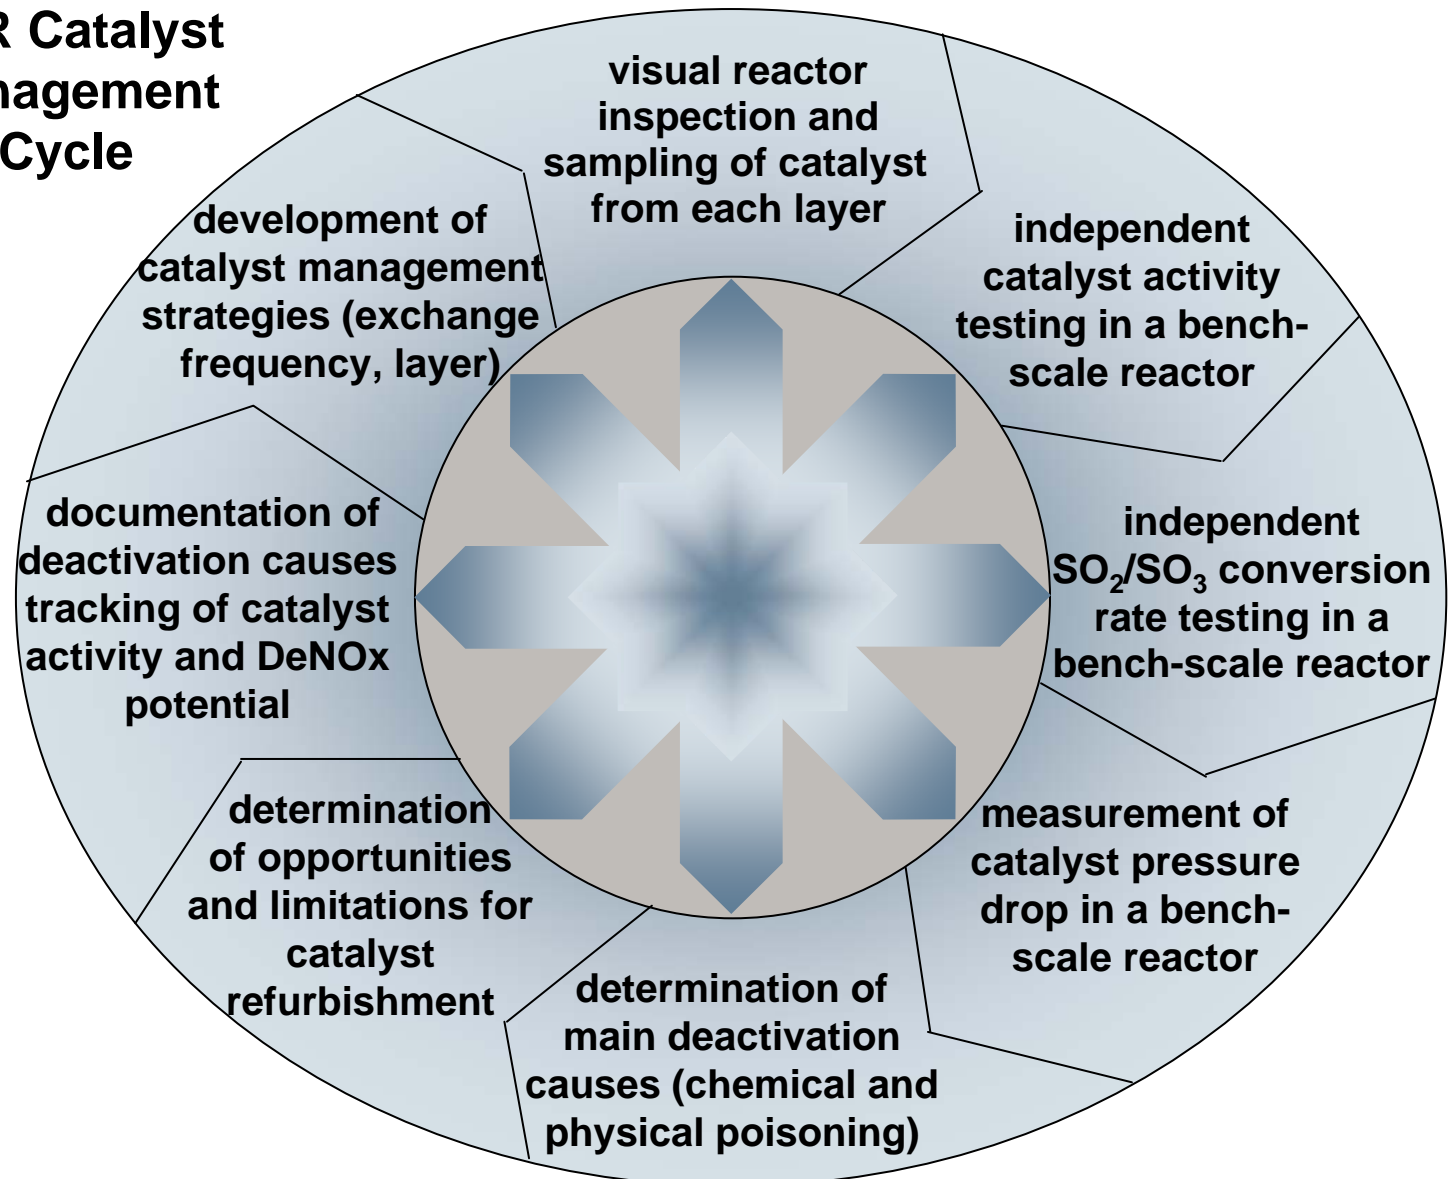 R Catalyst
nagement
Cycle
visual reactor
inspection and
sampling of catalyst
from each layer
independent
catalyst activity
testing in a bench-
scale reactor
independent
SO₂/SO₃ conversion
rate testing in a
bench-scale reactor
measurement of
catalyst pressure
drop in a bench-
scale reactor
determination of
main deactivation
causes (chemical and
physical poisoning)
determination
of opportunities
and limitations for
catalyst
refurbishment
documentation of
deactivation causes
tracking of catalyst
activity and DeNOx
potential
development of
catalyst management
strategies (exchange
frequency, layer)